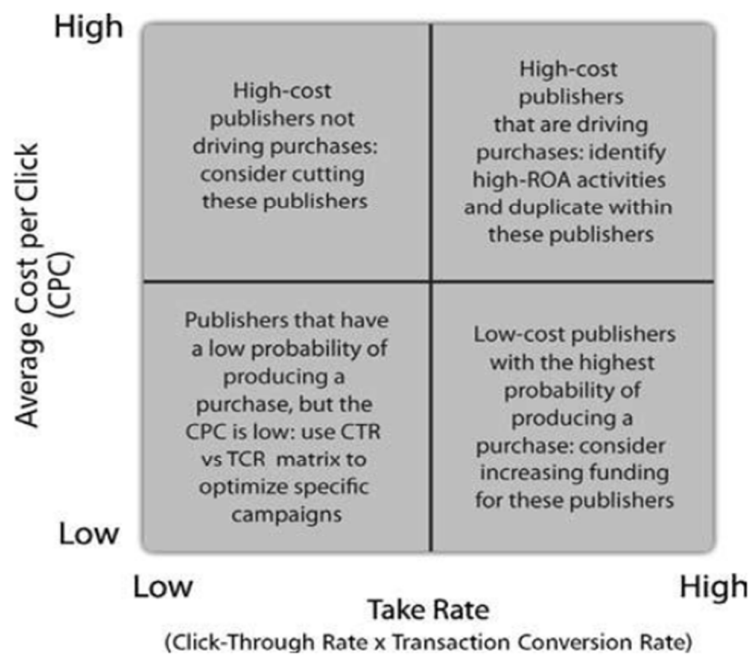 High
High-cost
publishers not
driving purchases:
consider cutting
these publishers
High-cost
publishers
that are driving
purchases: identify
high-ROA activities
and duplicate within
these publishers
Average Cost per Click
(CPC)
Publishers that have
a low probability of
producing a
purchase, but the
CPC is low: use CTR
vs TCR matrix to
optimize specific
campaigns
Low-cost publishers
with the highest
probability of
producing a
purchase: consider
increasing funding
for these publishers
Low
Low
High
Take Rate
(Click-Through Rate x Transaction Conversion Rate)